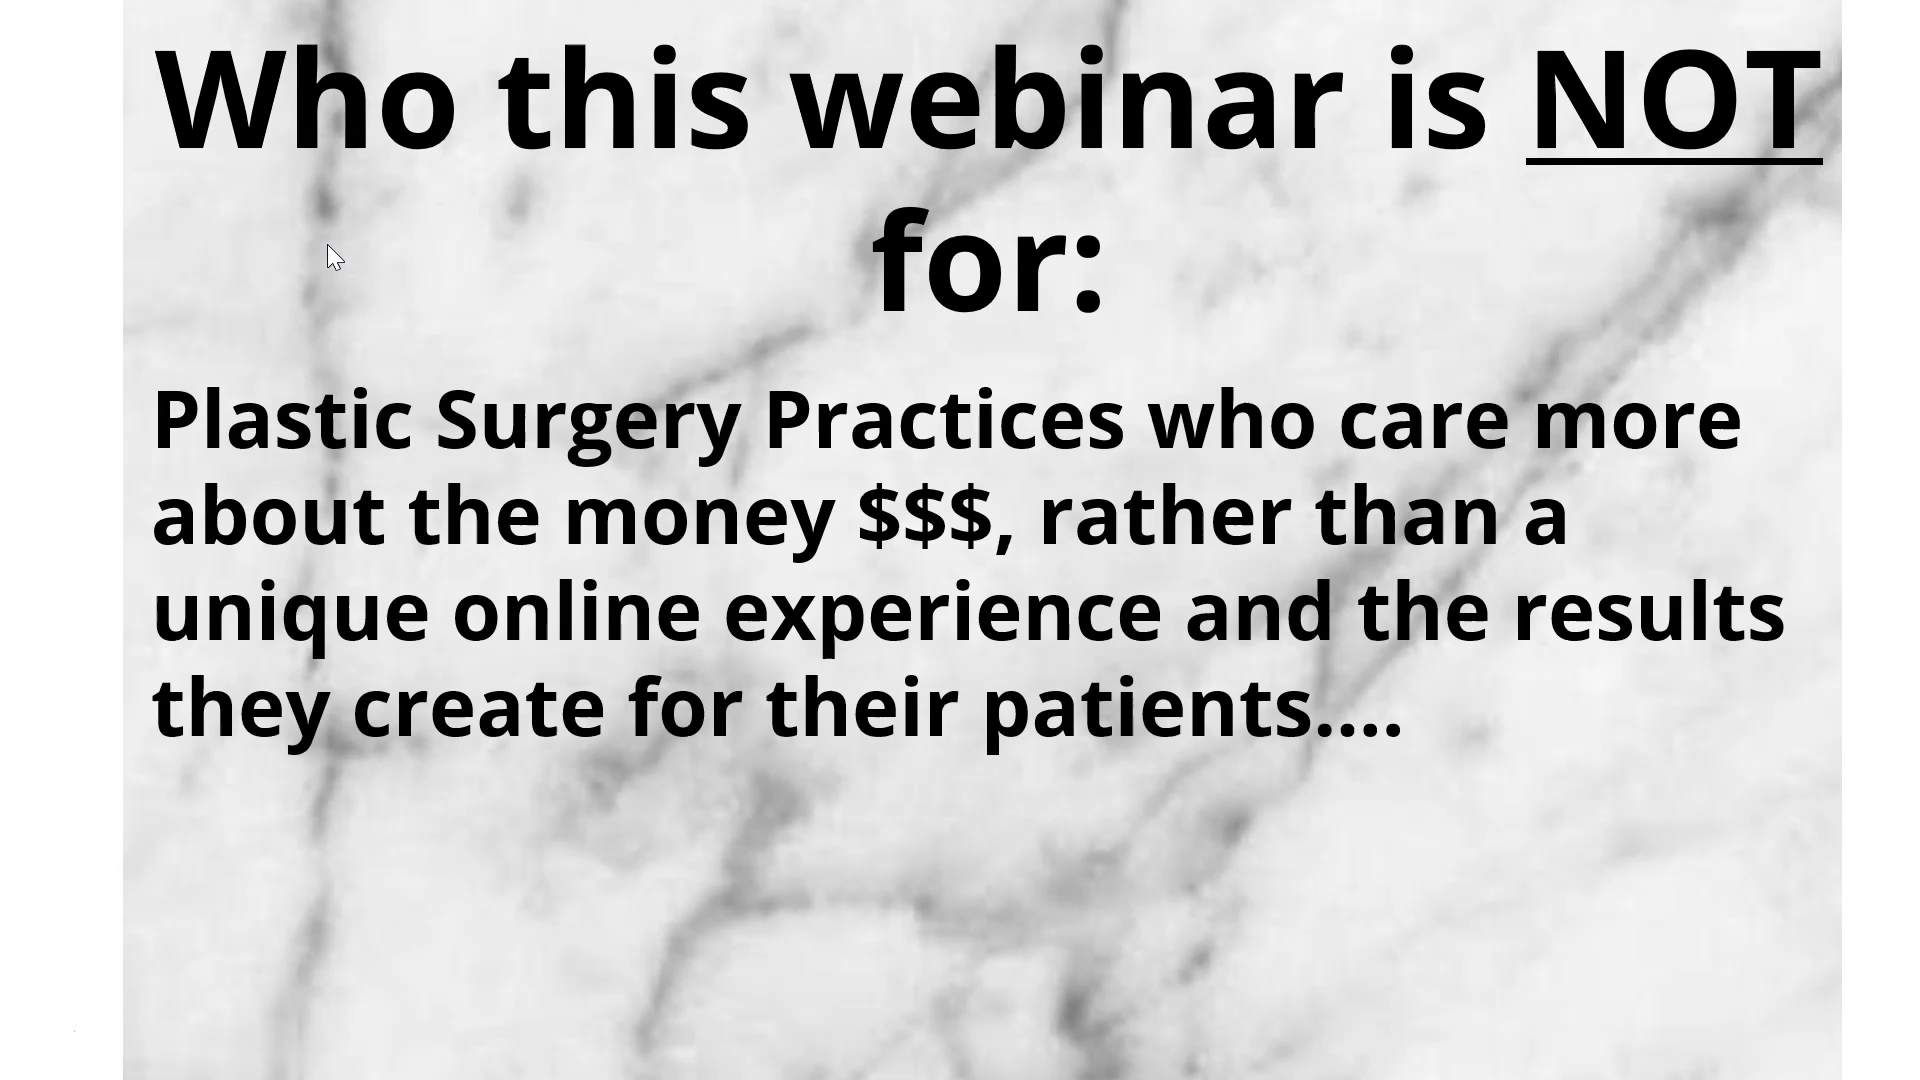 Who this webinar is NOT
for:
Plastic Surgery Practices who care more
about the money $$$, rather than a
unique online experience and the results
they create for their patients....